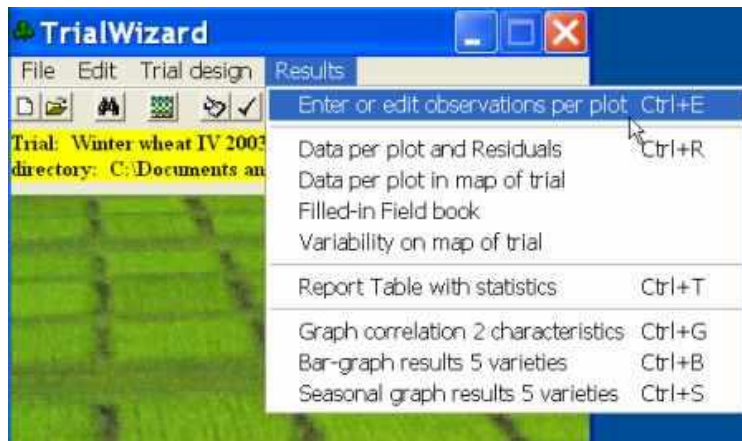 TrialWizard
File Edit Trial design Results
Enter or edit observations per plot Ctrl+E
Trial: Winter wheat IV 2003
directory: C:\Documents an
Data per plot and Residuals Ctrl+R
Data per plot in map of trial
Filled-in Field book
Variability on map of trial
Report Table with statistics Ctrl+T
Graph correlation 2 characteristics Ctrl+G
Bar-graph results 5 varieties Ctrl+B
Seasonal graph results 5 varieties Ctrl+S